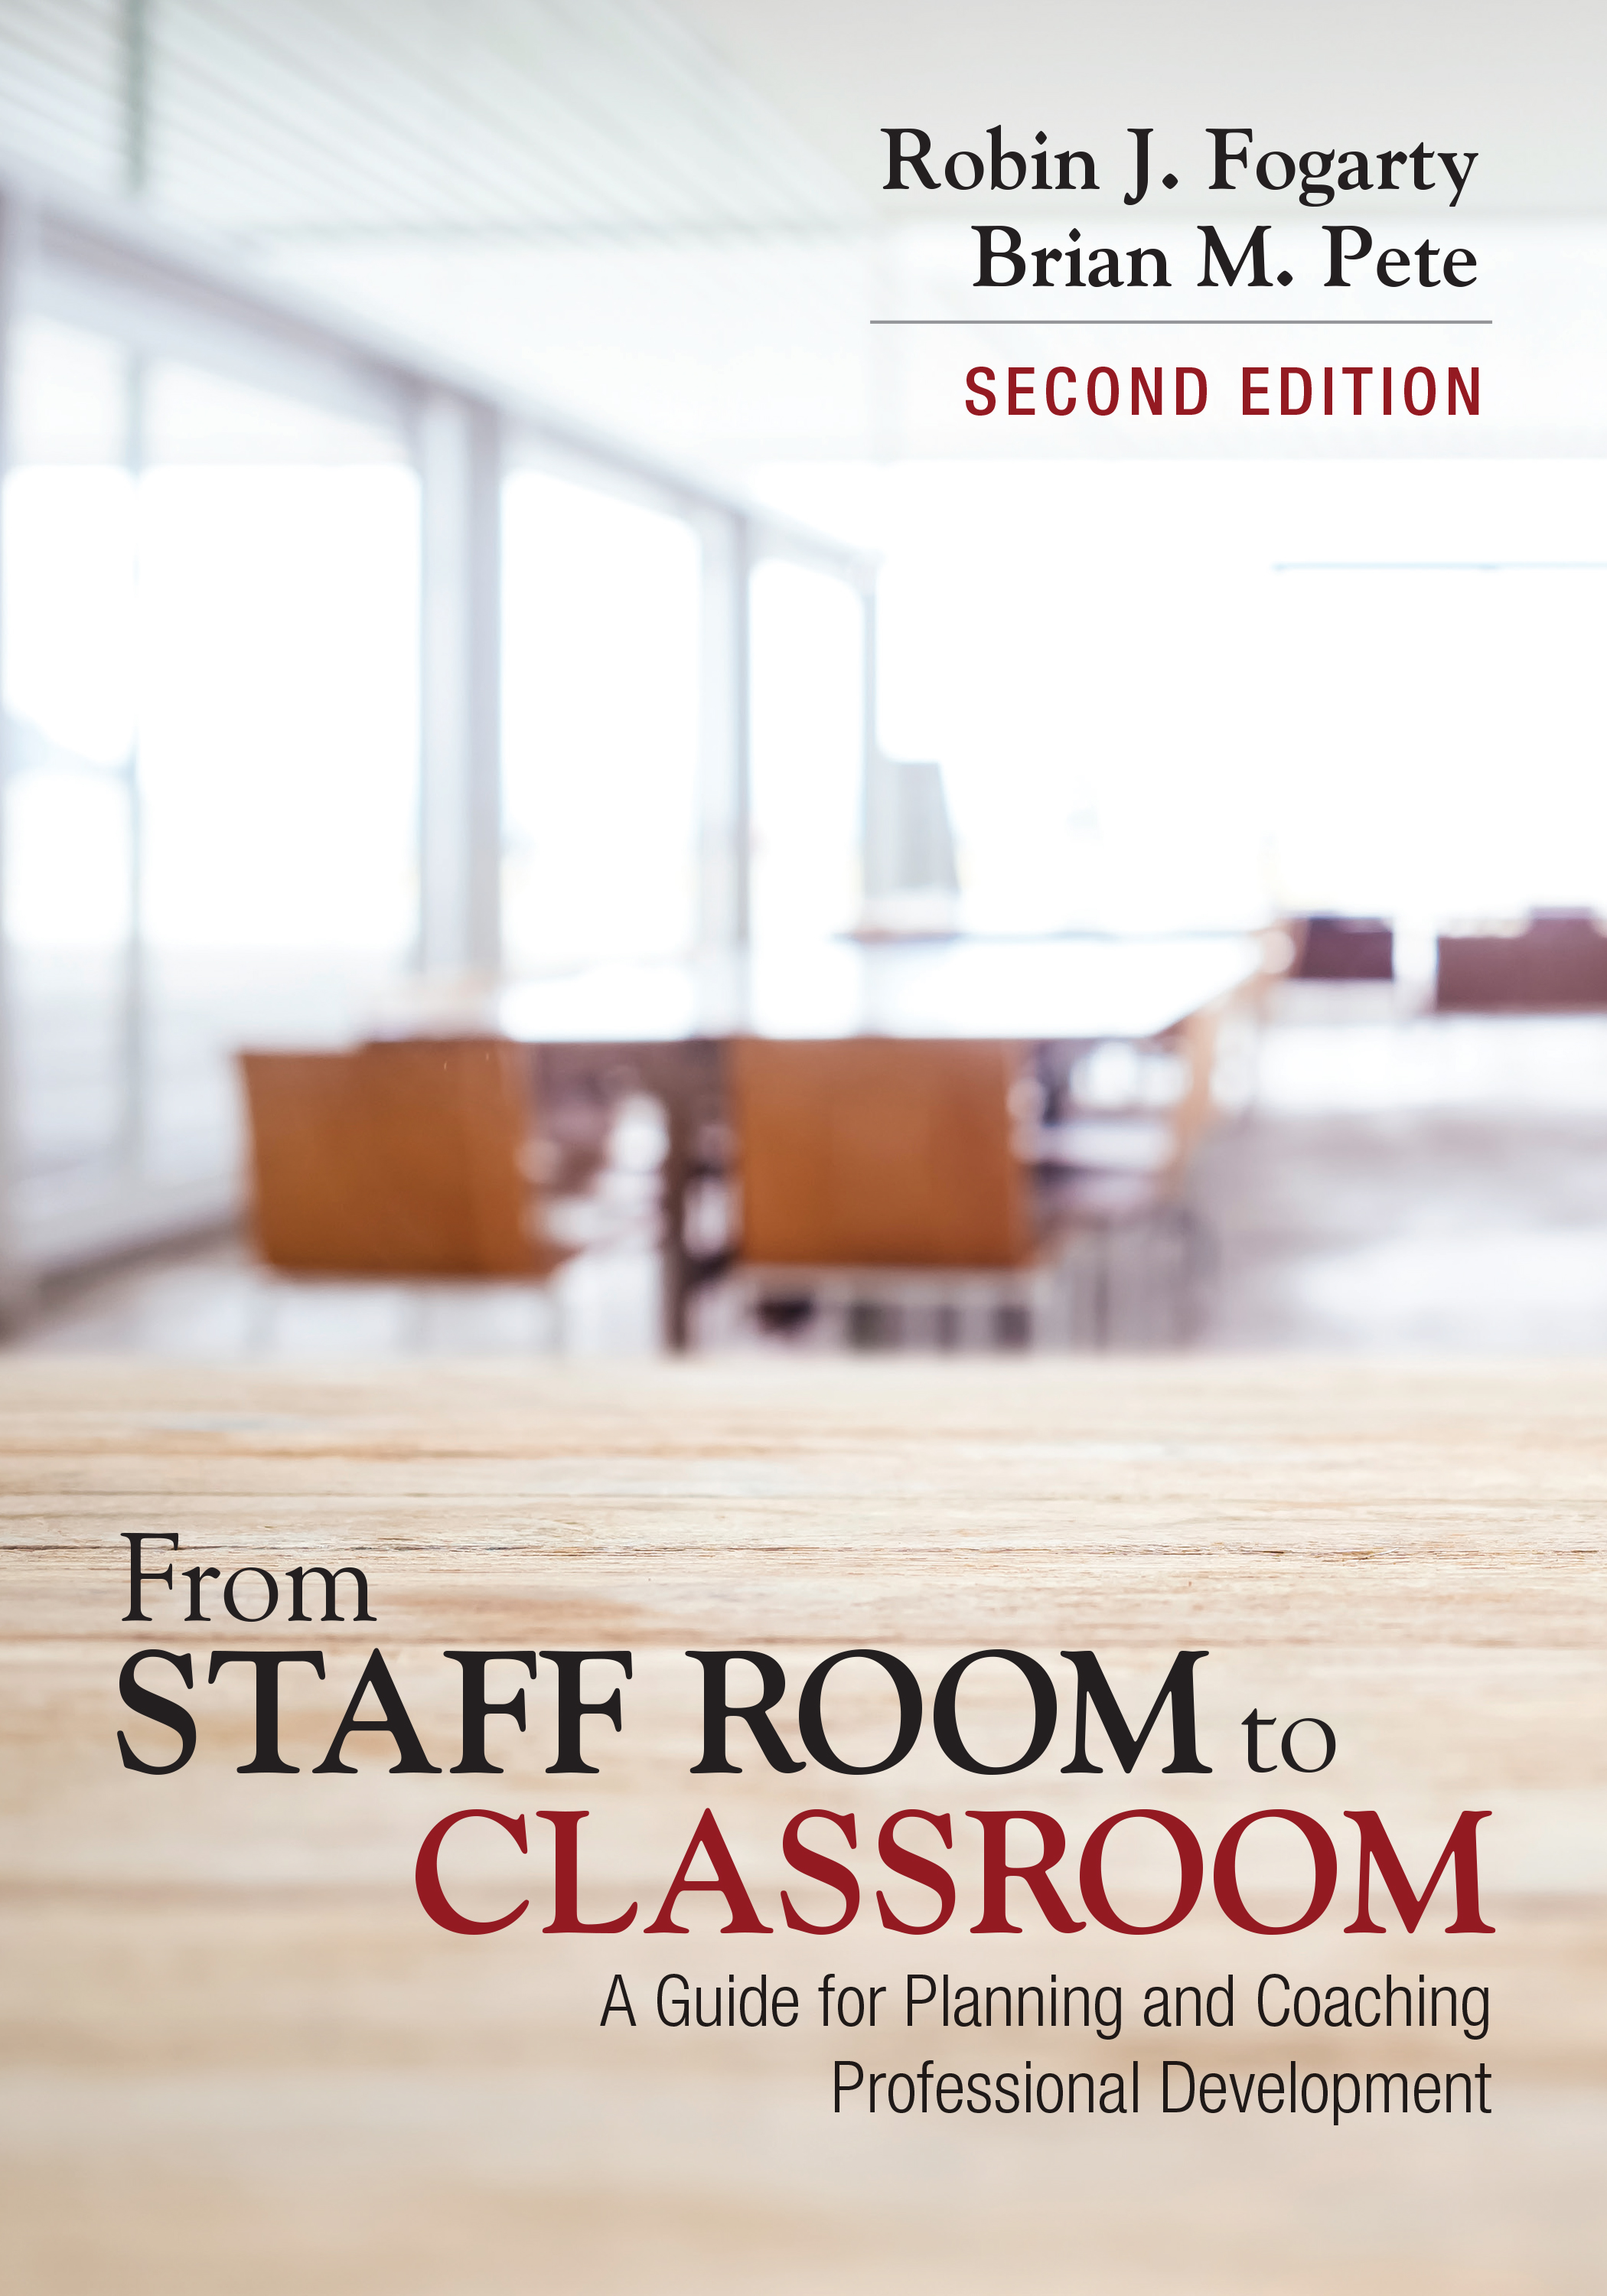 Robin J. Fogarty
Brian M. Pete
SECOND EDITION
From
STAFF ROOM to
CLASSROOM
A Guide for Planning and Coaching
Professional Development